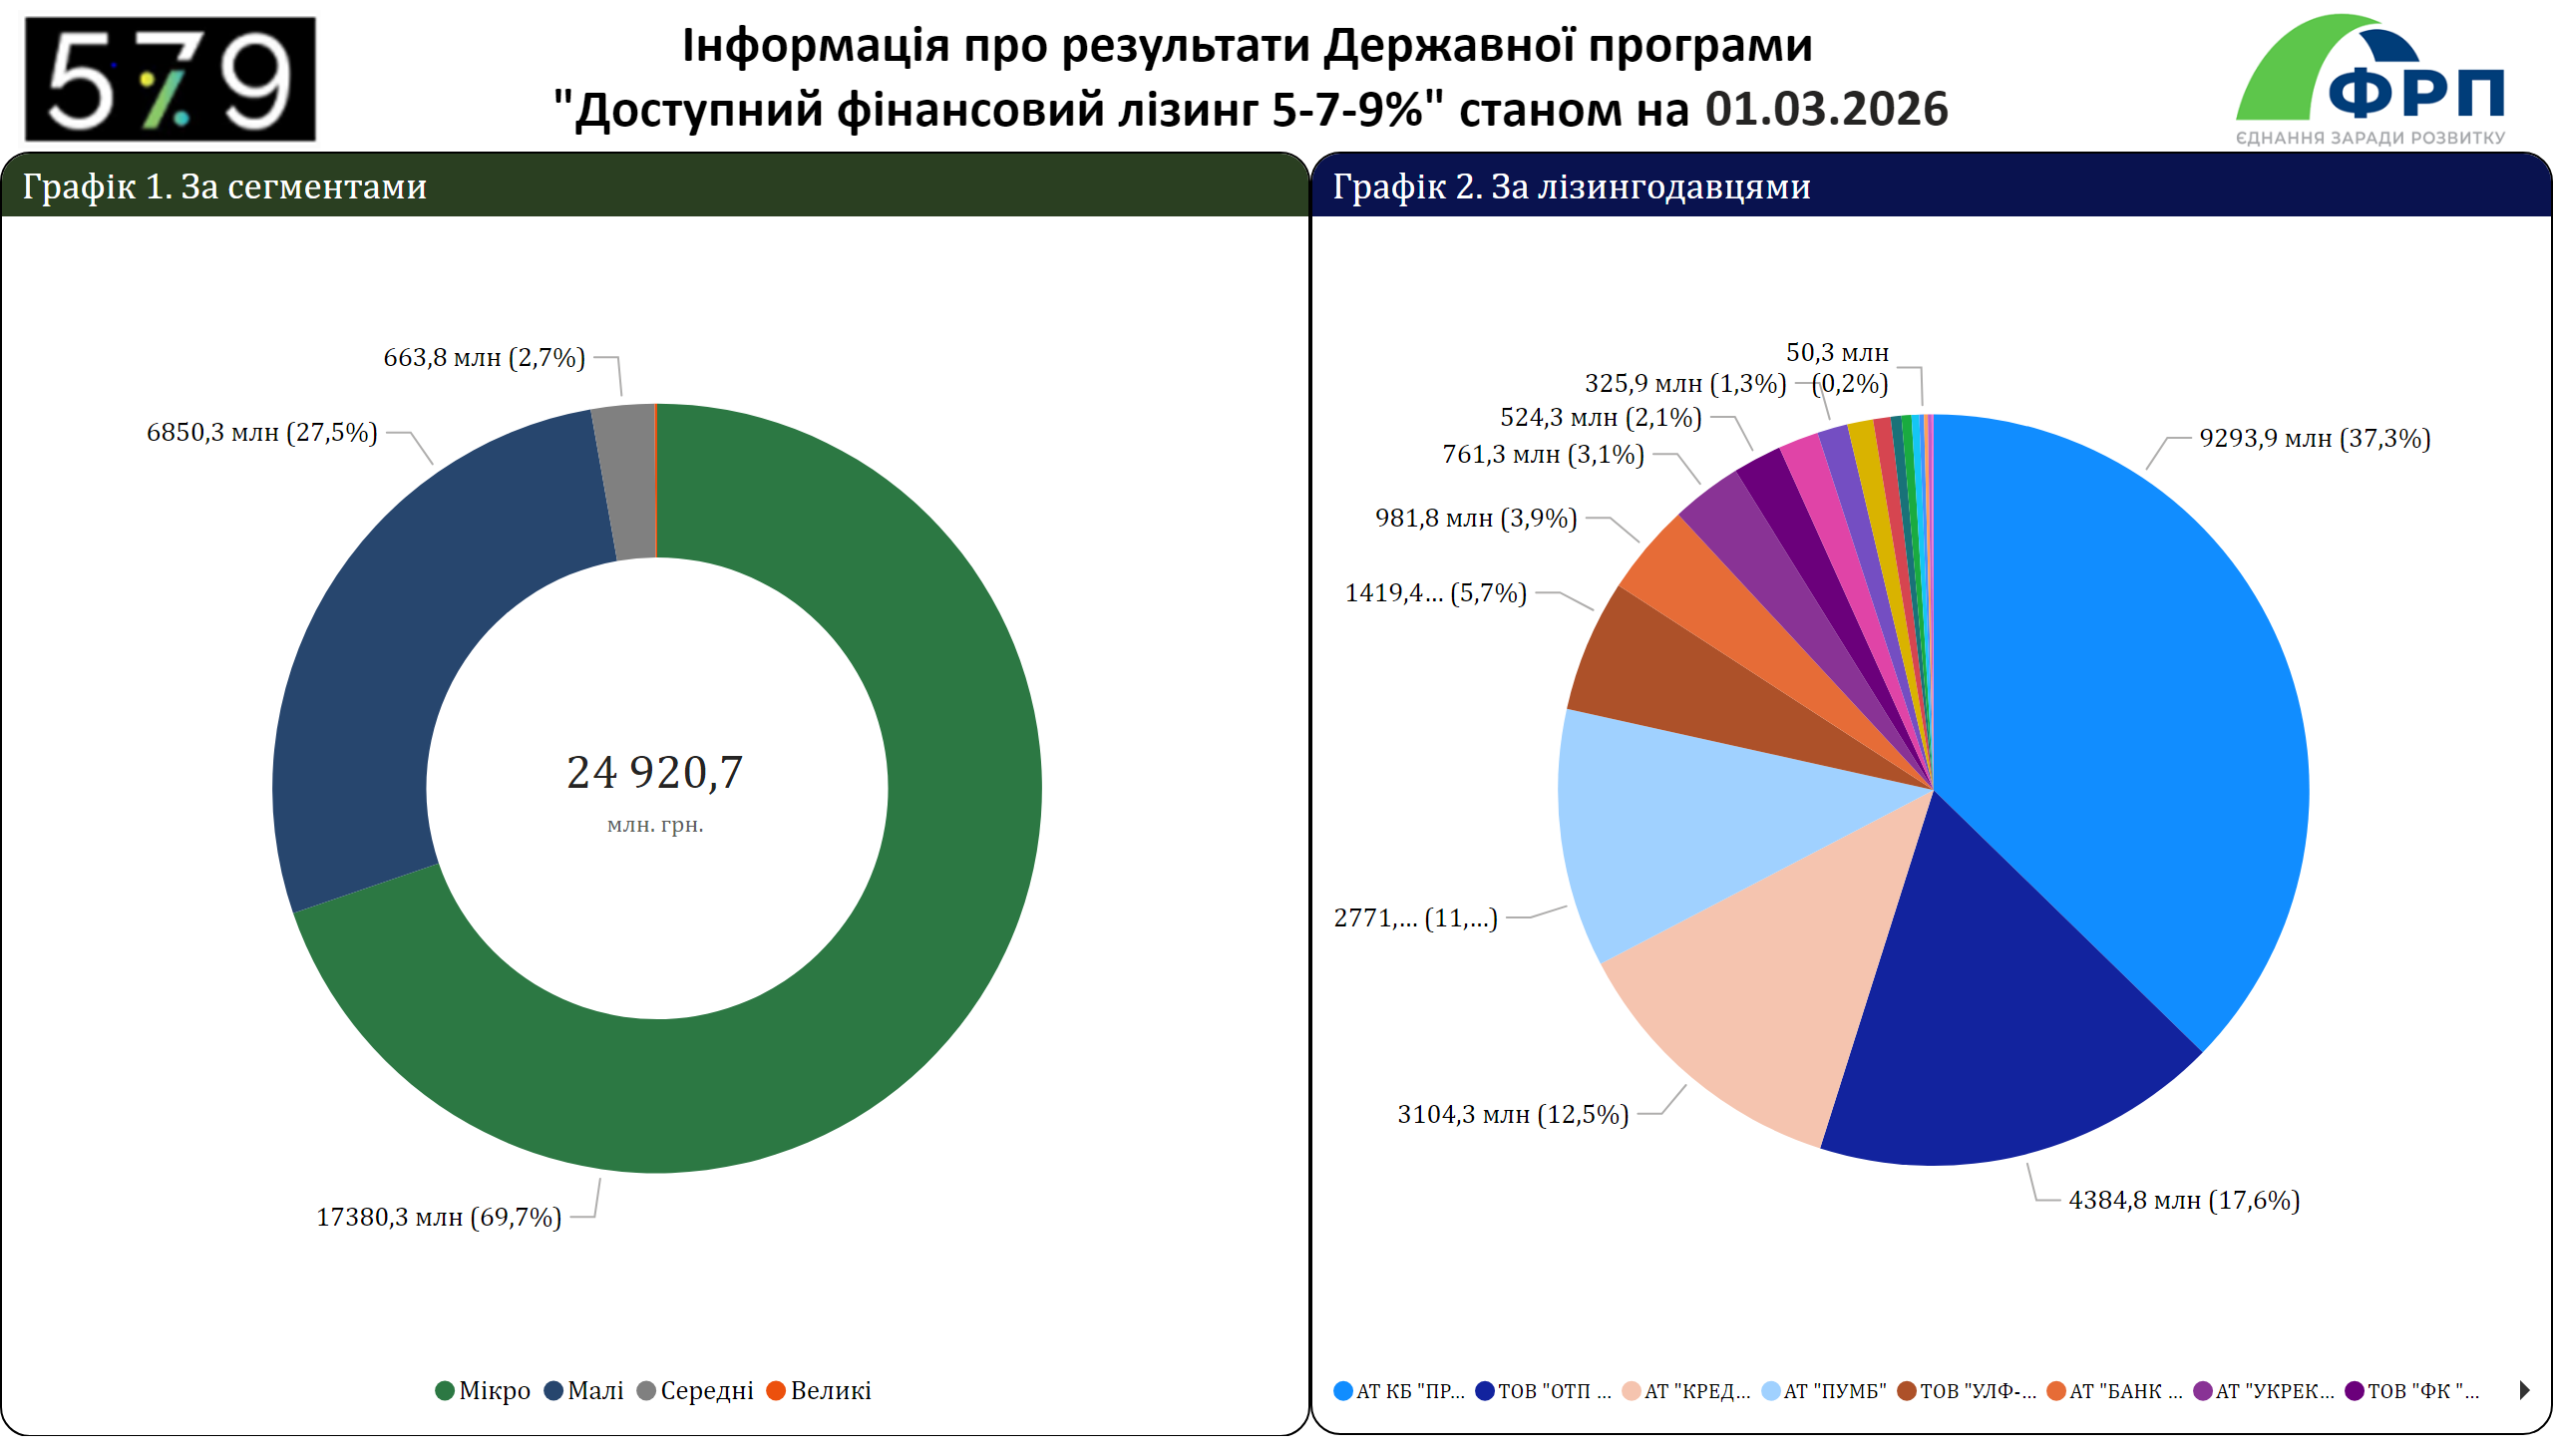 5 7 9
Інформація про результати Державної програми
"Доступний фінансовий лізинг 5-7-9%" станом на 01.03.2026
ФРП
ЄДНАННЯ ЗАРАДИ РОЗВИТКУ
Графік 1. За сегментами
663,8 млн (2,7%)
6850,3 млн (27,5%)
24 920,7
млн. грн.
17380,3 млн (69,7%)
Мікро Малі Середні Великі
Графік 2. За лізингодавцями
50,3 млн
(0,2%)
325,9 млн (1,3%)
524,3 млн (2,1%)
761,3 млн (3,1%)
981,8 млн (3,9%)
1419,4... (5,7%)
2771,... (11,...)
3104,3 млн (12,5%)
4384,8 млн (17,6%)
9293,9 млн (37,3%)
АТ КБ "ПР... ТОВ "ОТП ... АТ "КРЕД... АТ "ПУМБ" ТОВ "УЛФ-... АТ "БАНК ... АТ "УКРЕК... ТОВ "ФК "...